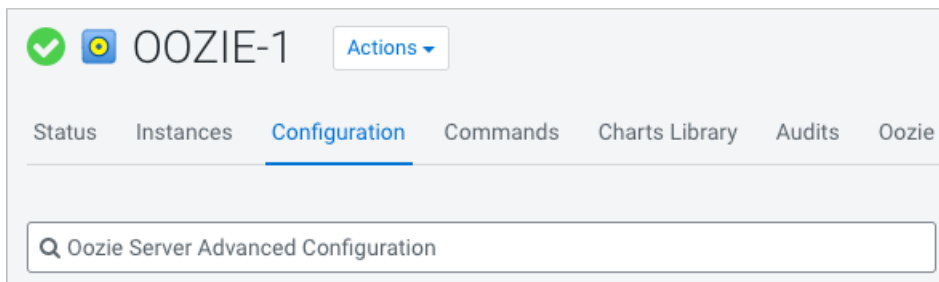 OOZIE-1 Actions
Status Instances Configuration Commands Charts Library Audits Oozie
Oozie Server Advanced Configuration